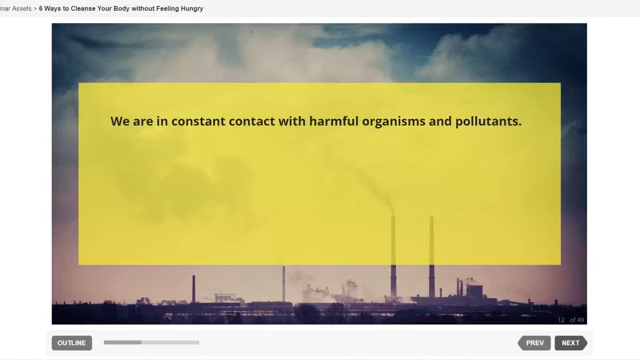 inar Assets > 6 Ways to Cleanse Your Body without Feeling Hungry
We are in constant contact with harmful organisms and pollutants.
12 of 49
OUTLINE
PREV
NEXT